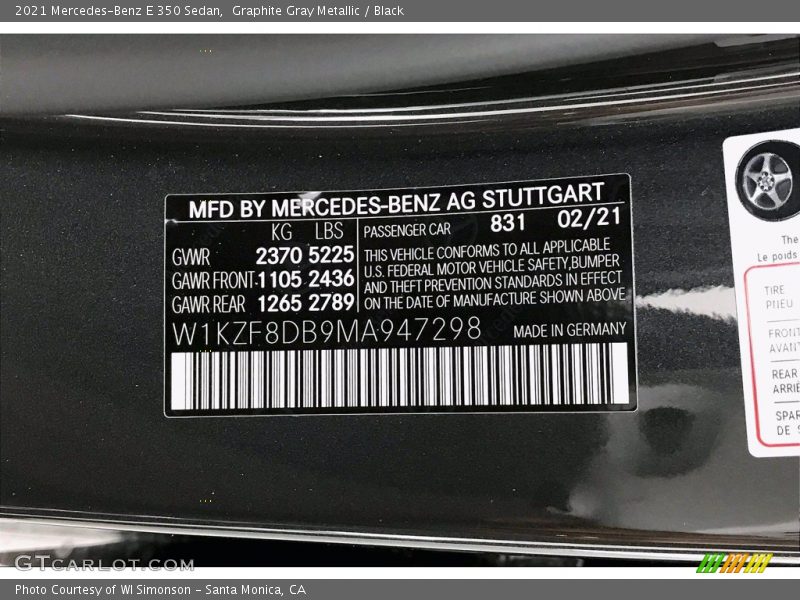 2021 Mercedes-Benz E 350 Sedan,  Graphite Gray Metallic / Black
MFD BY MERCEDES-BENZ AG STUTTGART
KG LBS PASSENGER CAR 831 02/21
GWR 2370 5225
GAWR FRONT 1105 2436
GAWR REAR 1265 2789
THIS VEHICLE CONFORMS TO ALL APPLICABLE
U.S. FEDERAL MOTOR VEHICLE SAFETY,BUMPER
AND THEFT PREVENTION STANDARDS IN EFFECT
ON THE DATE OF MANUFACTURE SHOWN ABOVE
W1KZF8DB9MA947298 MADE IN GERMANY
The
Le poids
TIRE
PNEU
FRONT
AVANT
REAR
ARRIE
SPAR
DE
GTCARLOT.COM
Photo Courtesy of WI Simonson - Santa Monica, CA